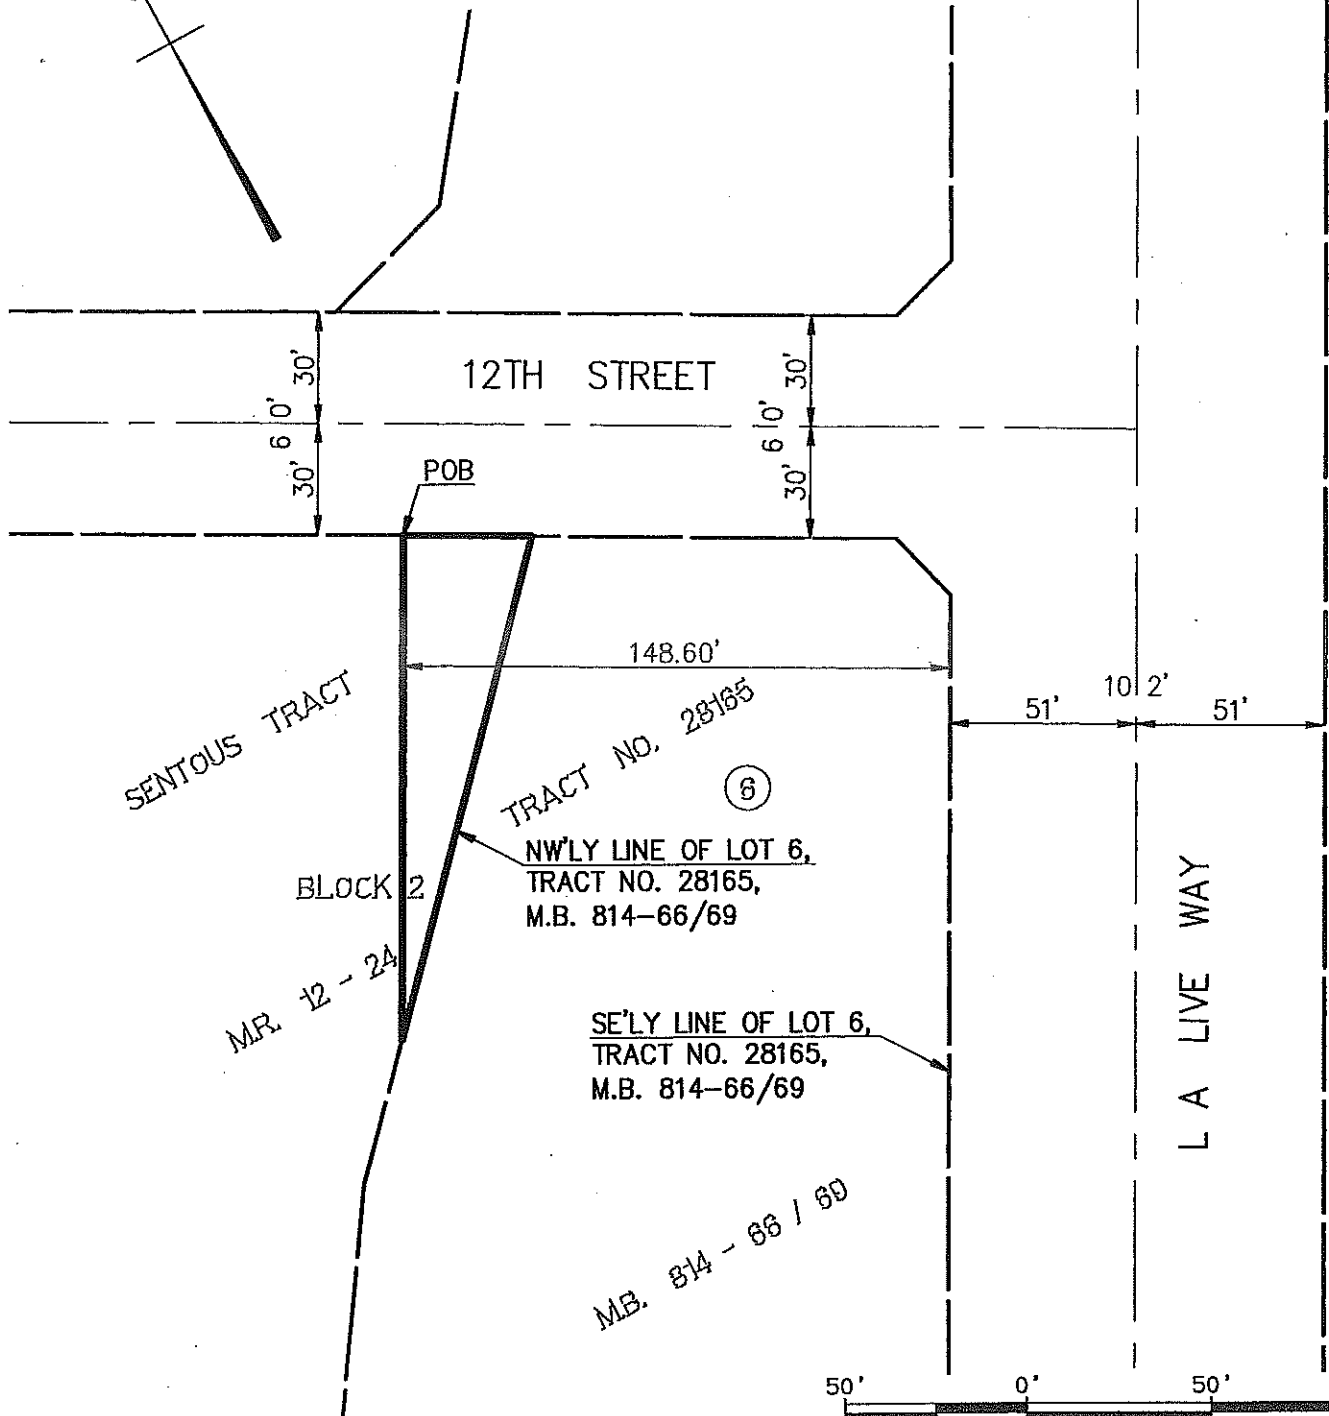 30'
60'
30'
12TH STREET
30'
60'
30'
POB
148.60'
102'
51'
51'
SENTOUS TRACT
TRACT NO. 28165
6
NW'LY LINE OF LOT 6,
TRACT NO. 28165,
M.B. 814-66/69
BLOCK 2
M.R. 12 - 24
SE'LY LINE OF LOT 6,
TRACT NO. 28165,
M.B. 814-66/69
L A LIVE WAY
M.B. 814 - 66 / 69
50' 0' 50'